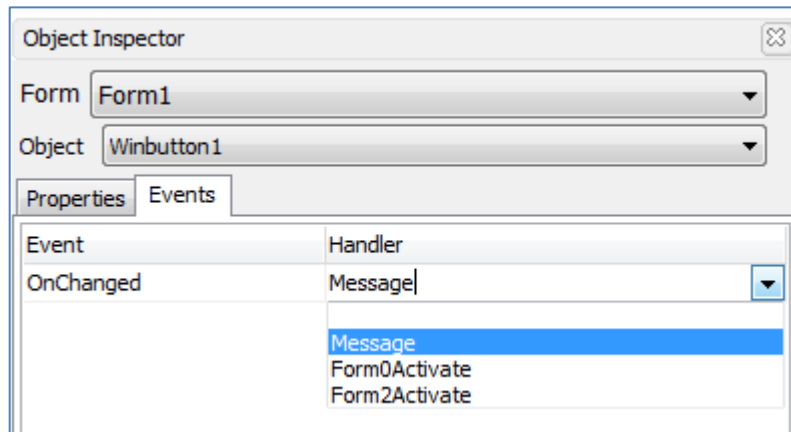 Object Inspector
Form Form1
Object Winbutton1
Properties Events
Event Handler
OnChanged Message
Message
Form0Activate
Form2Activate